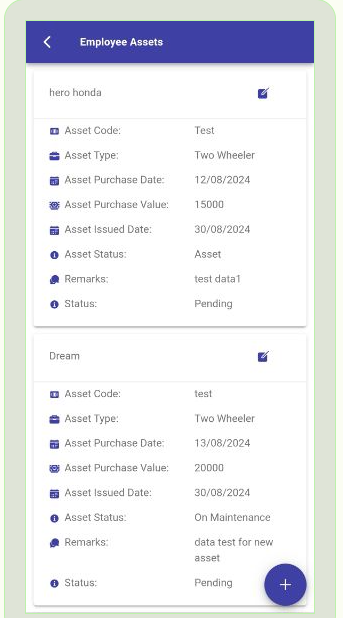 Employee Assets
hero honda
Asset Code: Test
Asset Type: Two Wheeler
Asset Purchase Date: 12/08/2024
Asset Purchase Value: 15000
Asset Issued Date: 30/08/2024
Asset Status: Asset
Remarks: test data1
Status: Pending
Dream
Asset Code: test
Asset Type: Two Wheeler
Asset Purchase Date: 13/08/2024
Asset Purchase Value: 20000
Asset Issued Date: 30/08/2024
Asset Status: On Maintenance
Remarks: data test for new
asset
Status: Pending